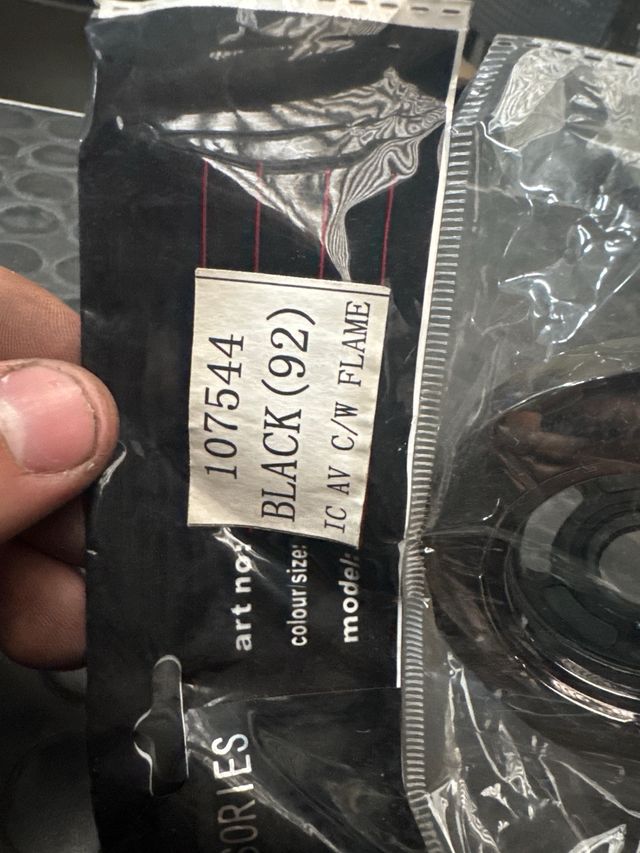 art no: 107544
colour/size: BLACK (92)
model: IC AV C/W FLAME
SORIES